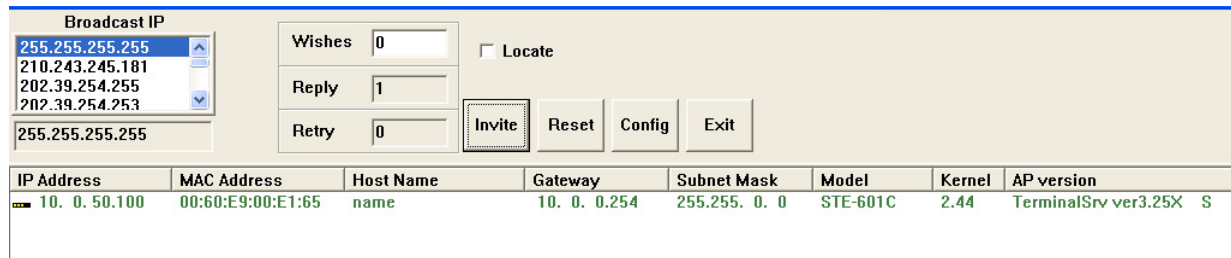 Broadcast IP
255.255.255.255
210.243.245.181
202.39.254.255
202.39.254.253
255.255.255.255
Wishes 0
Reply 1
Retry 0
Locate
Invite Reset Config Exit
IP Address MAC Address Host Name Gateway Subnet Mask Model Kernel AP version
10. 0. 50.100 00:60:E9:00:E1:65 name 10. 0. 0.254 255.255. 0. 0 STE-601C 2.44 TerminalSrv ver3.25X S